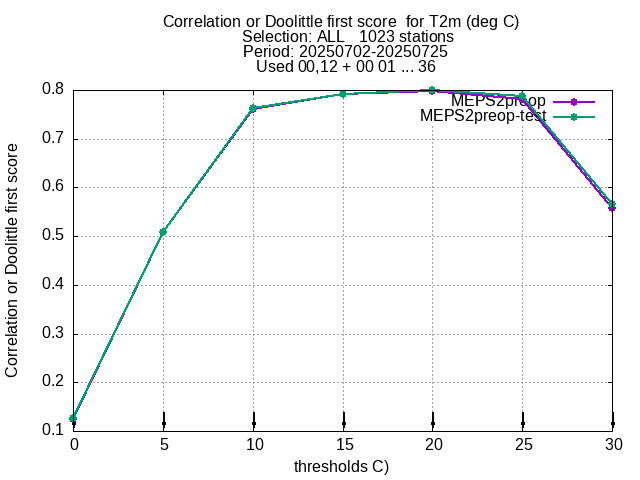 Correlation or Doolittle first score  for T2m (deg C)
Selection: ALL   1023 stations
Period: 20250702-20250725
Used 00,12 + 00 01 ... 36
MEPS2preop
MEPS2preop-test
Correlation or Doolittle first score
0.8
0.7
0.6
0.5
0.4
0.3
0.2
0.1
0 5 10 15 20 25 30
thresholds C)